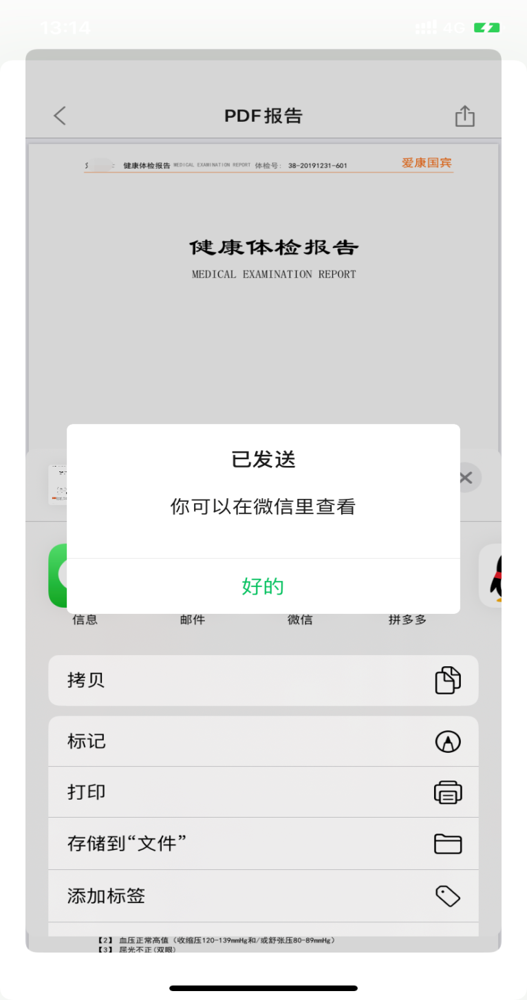 13:14
4G
PDF报告
健康体检报告 MEDICAL EXAMINATION REPORT 体检号: 38-20191231-601
爱康国宾
健康体检报告
MEDICAL EXAMINATION REPORT
已发送
你可以在微信里查看
好的
信息
邮件
微信
拼多多
拷贝
标记
打印
存储到“文件”
添加标签
【2】 血压正常高值（收缩压120-139mmHg和/或舒张压80-89mmHg）
【3】 屈光不正(双眼)